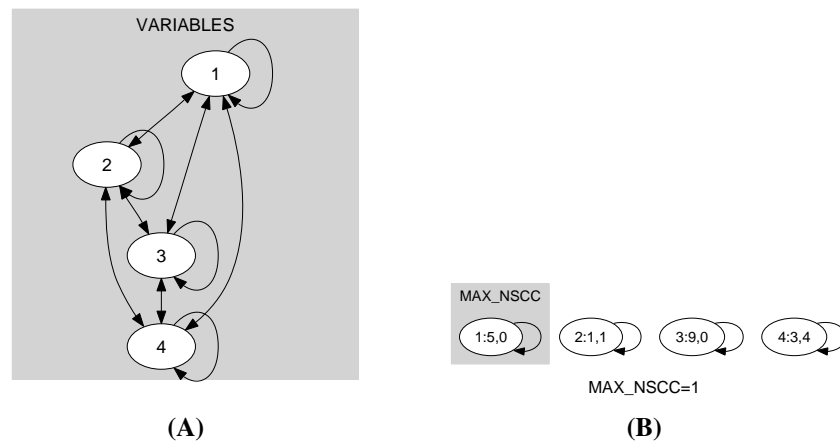 VARIABLES
1
2
3
4
MAX_NSCC
1:5,0 2:1,1 3:9,0 4:3,4
MAX_NSCC=1
(A) (B)